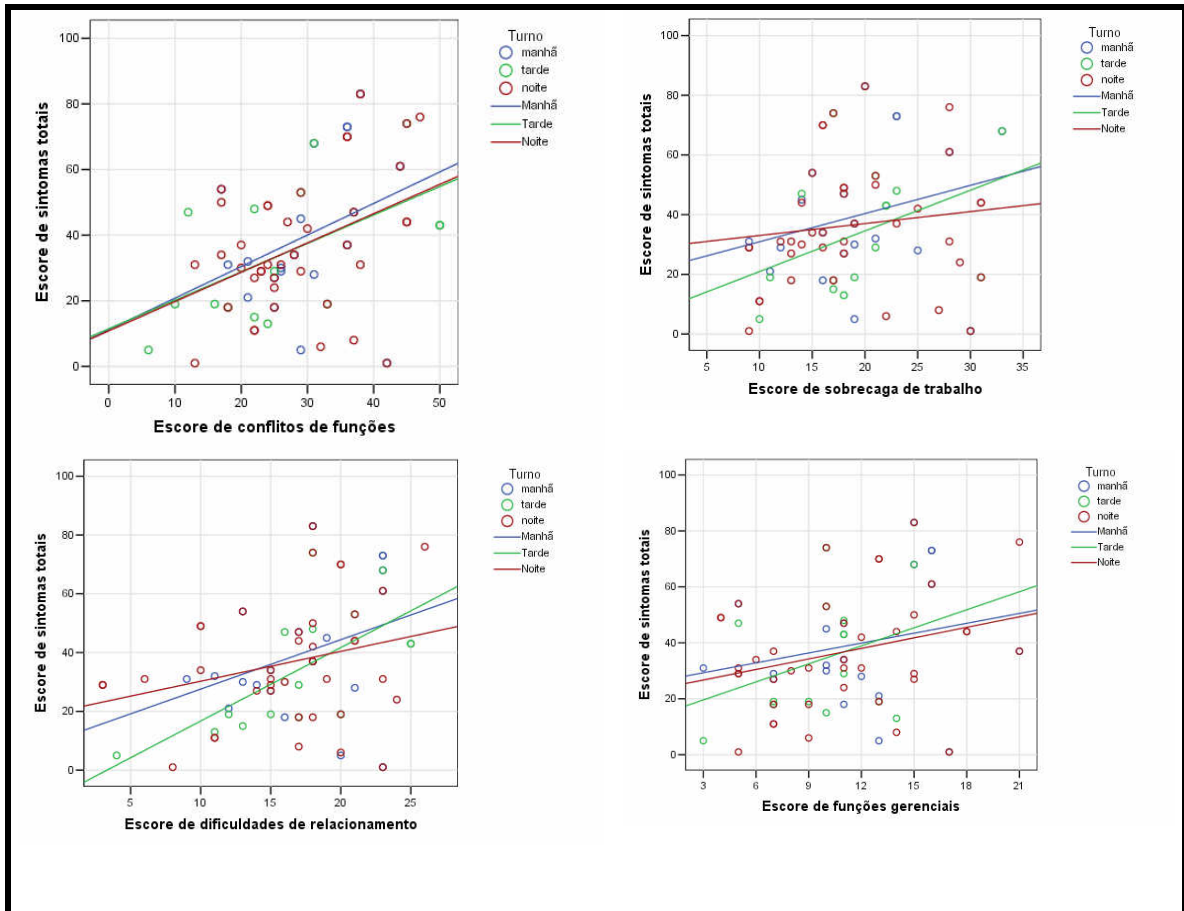 Escore de sintomas totais
100
80
60
40
20
0
0 10 20 30 40 50
Escore de conflitos de funções
Turno
manhã
tarde
noite
Manhã
Tarde
Noite
Escore de sintomas totais
100
80
60
40
20
0
5 10 15 20 25 30 35
Escore de sobrecaga de trabalho
Turno
manhã
tarde
noite
Manhã
Tarde
Noite
Escore de sintomas totais
100
80
60
40
20
0
5 10 15 20 25
Escore de dificuldades de relacionamento
Turno
manhã
tarde
noite
Manhã
Tarde
Noite
Escore de sintomas totais
100
80
60
40
20
0
3 6 9 12 15 18 21
Escore de funções gerenciais
Turno
manhã
tarde
noite
Manhã
Tarde
Noite